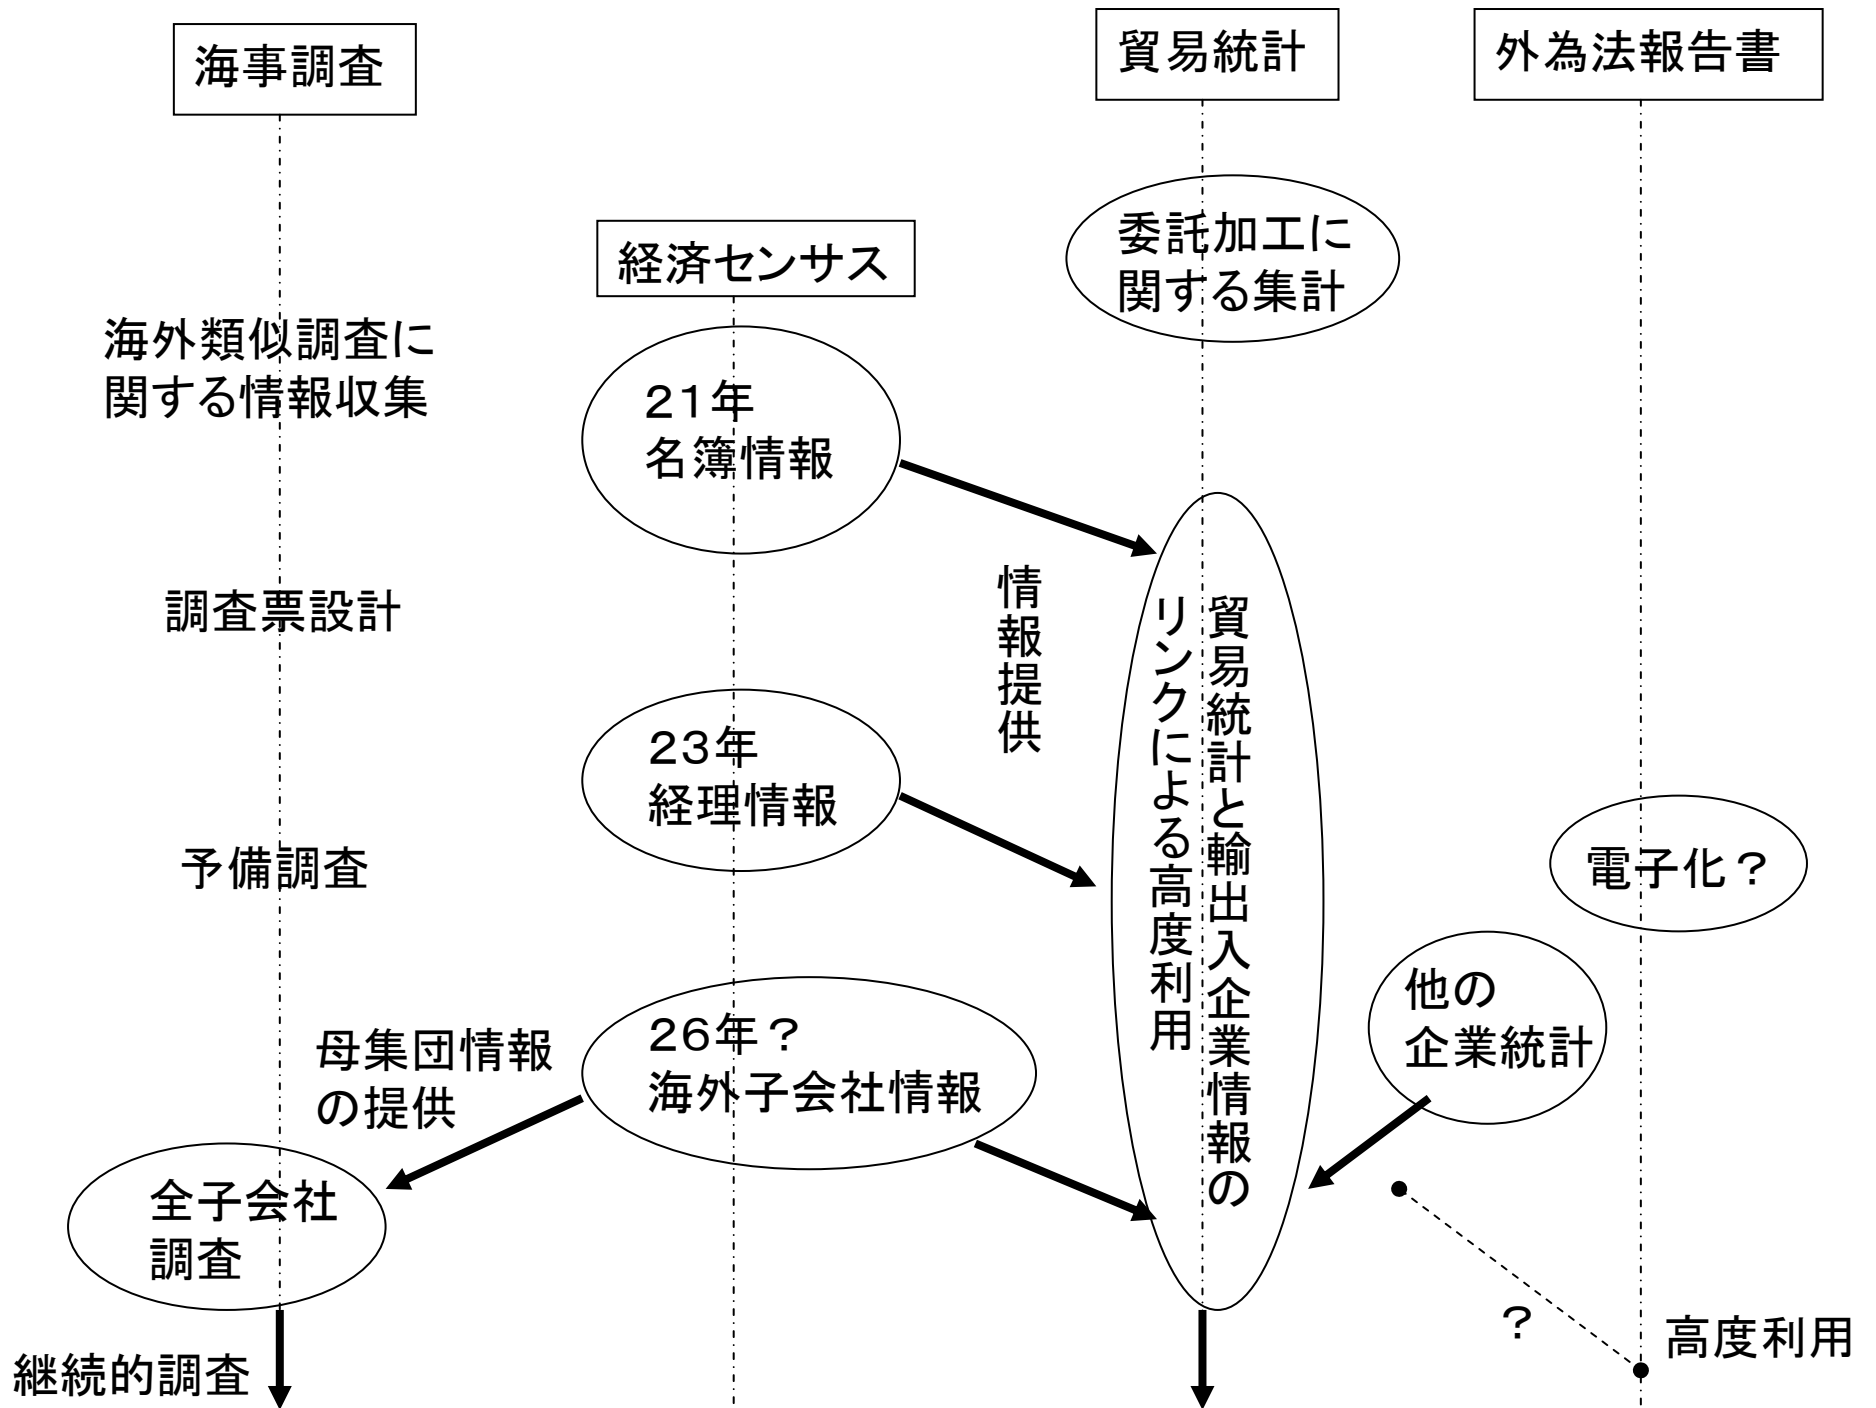 海事調査
貿易統計
外為法報告書
経済センサス
委託加工に
関する集計
海外類似調査に
関する情報収集
21年
名簿情報
情報提供
調査票設計
貿易統計と輸出入企業情報の
リンクによる高度利用
23年
経理情報
予備調査
電子化?
他の
企業統計
26年?
海外子会社情報
母集団情報
の提供
全子会社
調査
?
高度利用
継続的調査